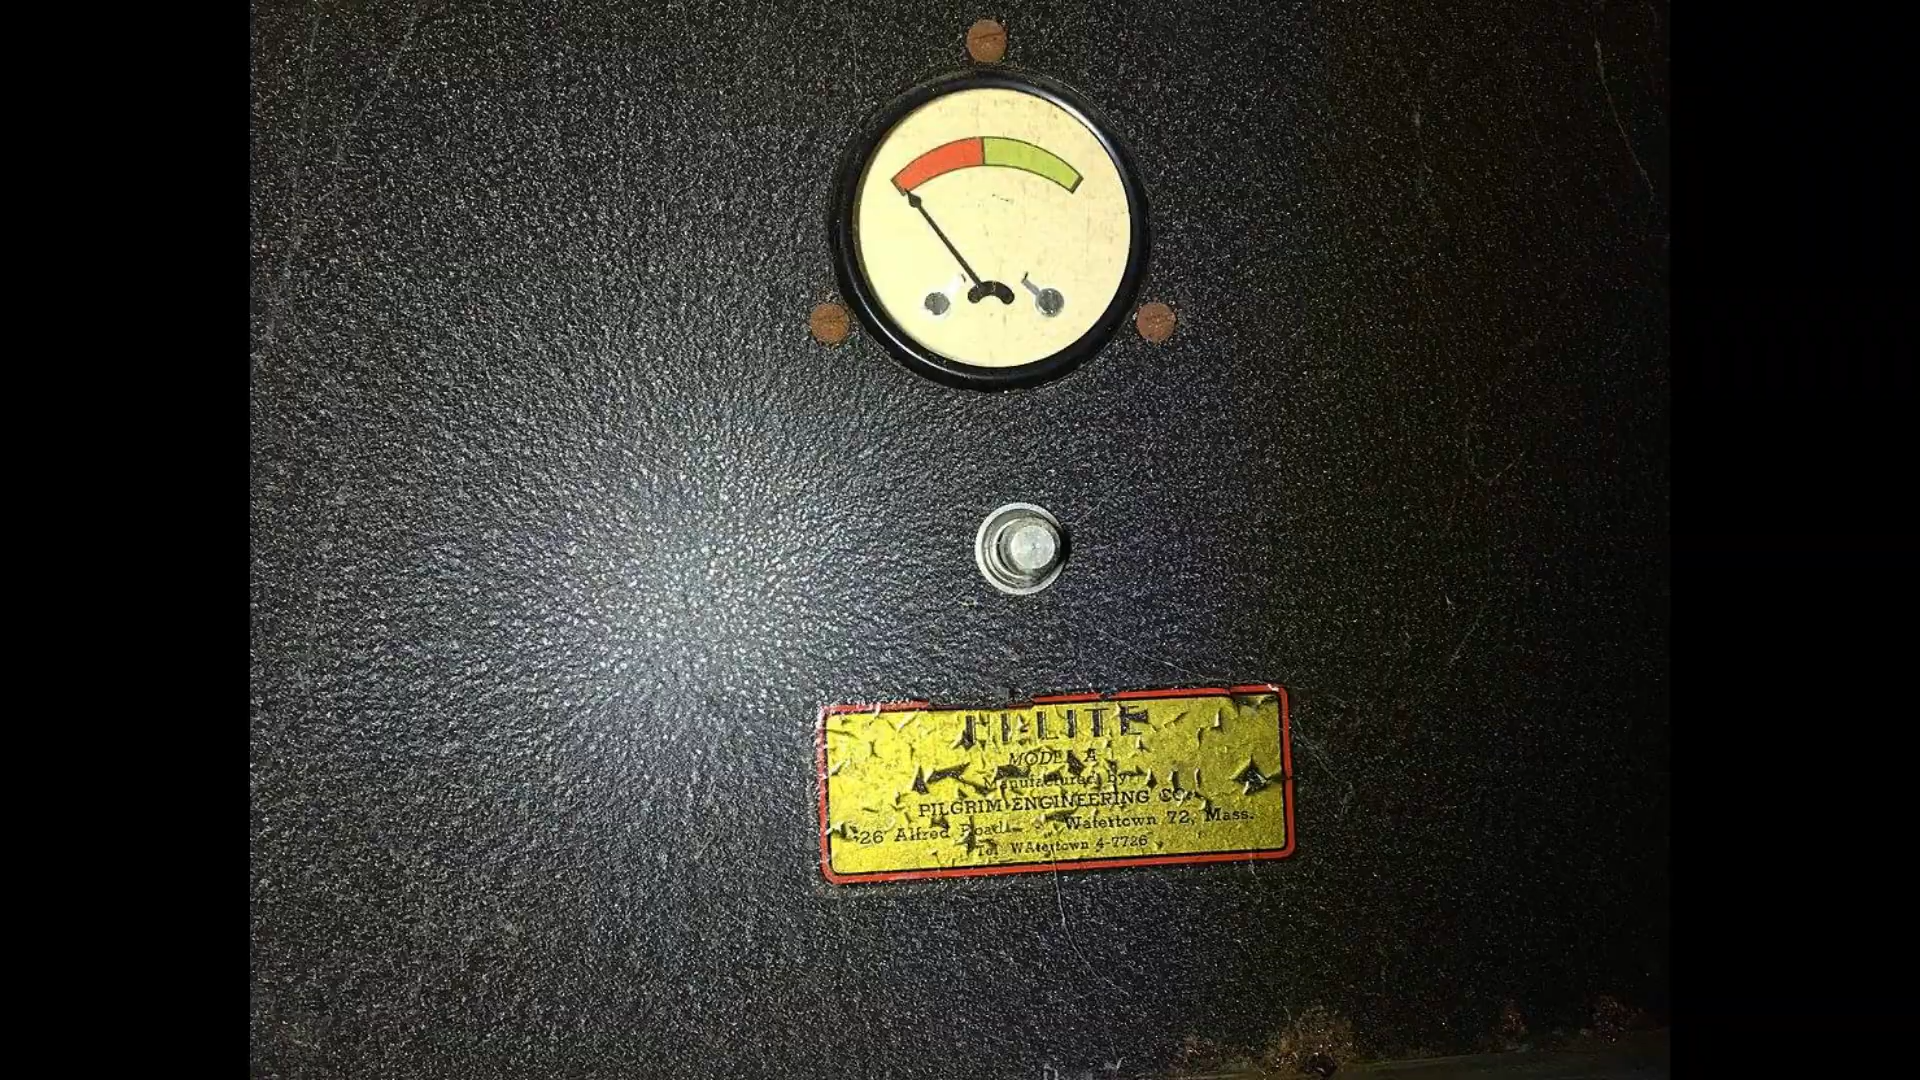 MODEL A
Manufactured by
PILGRIM ENGINEERING CO.
26 Alfred Road Watertown 72, Mass.
Tel WAtertown 4-7726